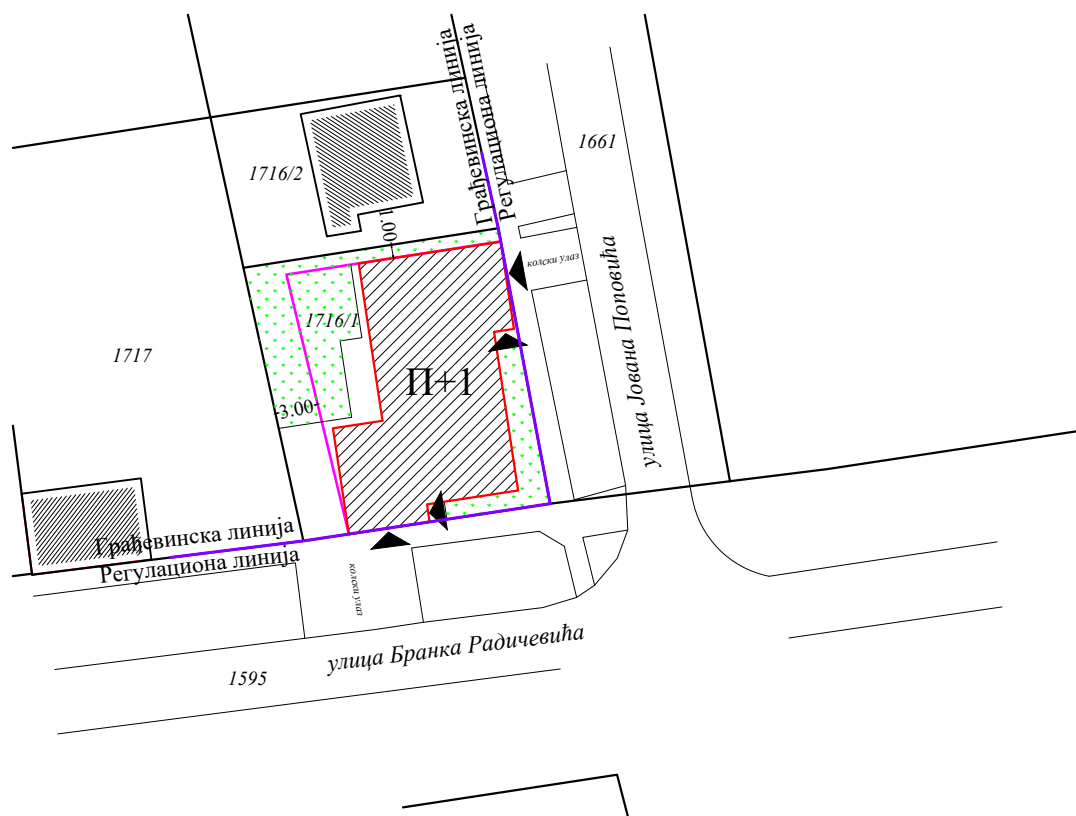 Грађевинска линија
Регулациона линија
1661
1716/2
1.00
колски улаз
улица Јована Поповића
1716/1
1717
П+1
-3.00-
Грађевинска линија
Регулациона линија
колски улаз
улица Бранка Радичевића
1595